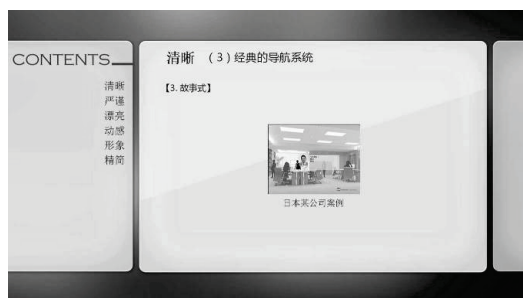 CONTENTS
清晰
严谨
漂亮
动感
形象
精简
清晰 （3）经典的导航系统
【3. 故事式】
日本某公司案例